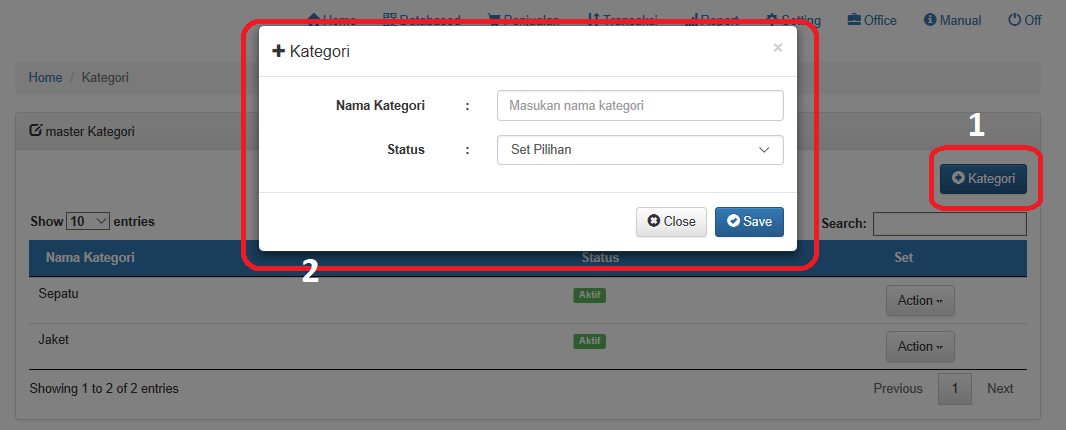 Home Databased Penjualan Transaksi Report Setting Office Manual Off
Kategori ×
Home / Kategori
Nama Kategori : Masukan nama kategori
master Kategori
1
Status : Set Pilihan
Kategori
Close Save
Show 10 entries
Search:
Nama Kategori Status Set
2
Sepatu Aktif Action
Jaket Aktif Action
Showing 1 to 2 of 2 entries
Previous 1 Next